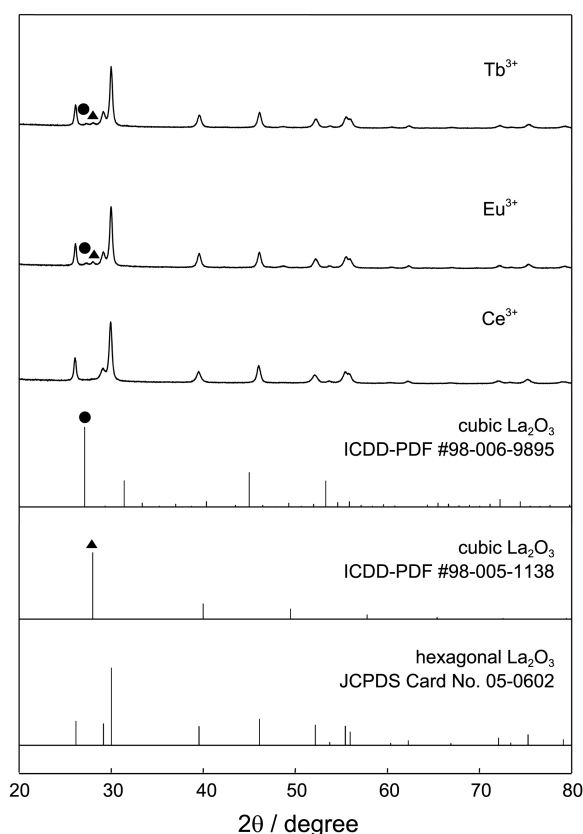 Tb³⁺
Eu³⁺
Ce³⁺
cubic La₂O₃
ICDD-PDF #98-006-9895
cubic La₂O₃
ICDD-PDF #98-005-1138
hexagonal La₂O₃
JCPDS Card No. 05-0602
20 30 40 50 60 70 80
2θ / degree